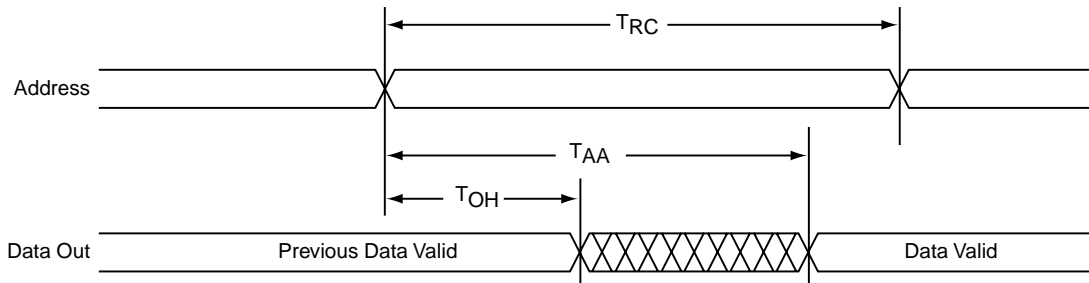 TRC
Address
TAA
TOH
Data Out Previous Data Valid Data Valid